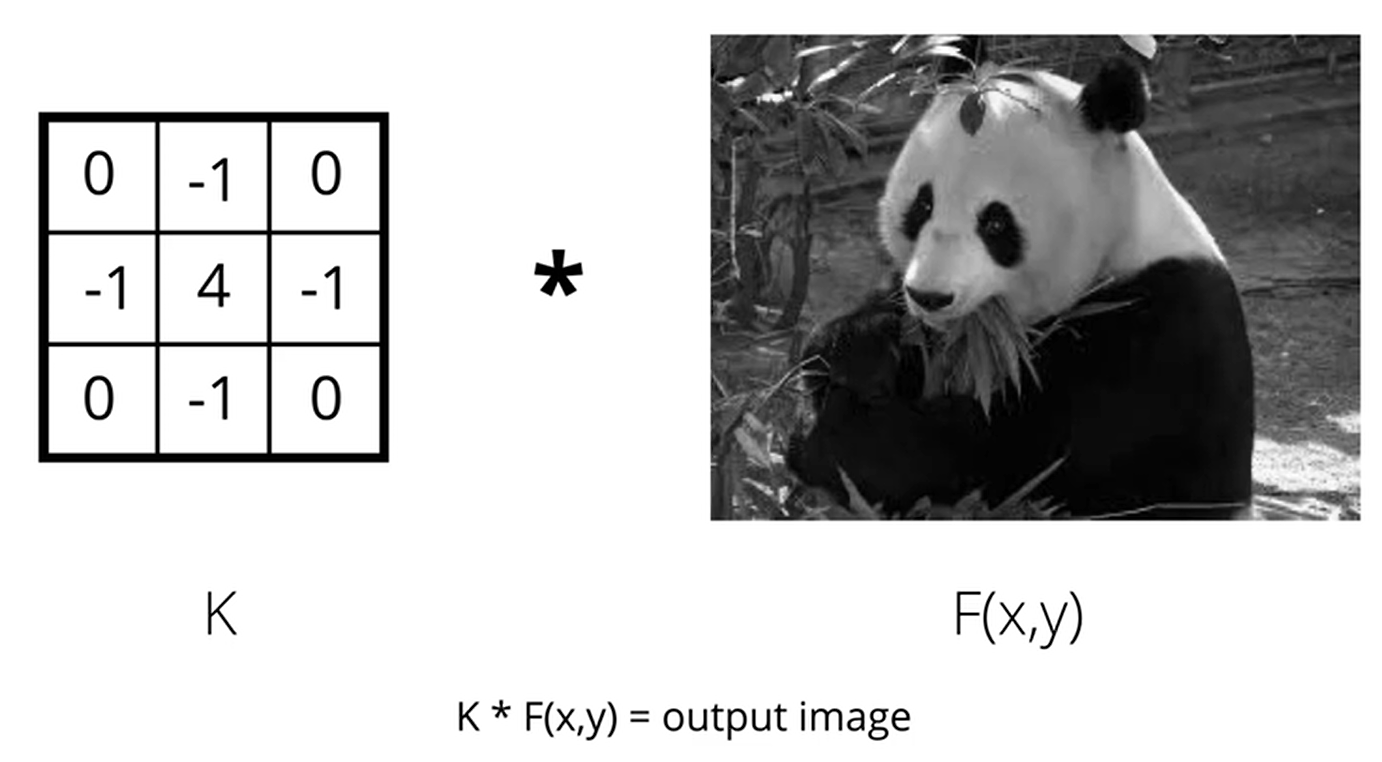 0 -1 0
-1 4 -1
*
0 -1 0
K
F(x,y)
K * F(x,y) = output image